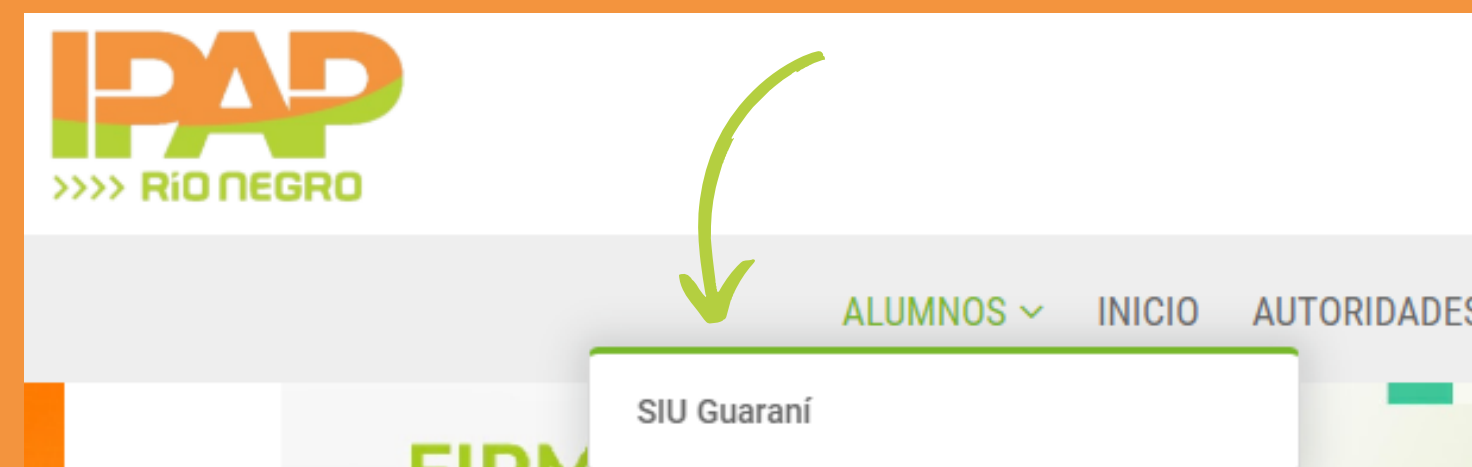 IPAP
>>>> RíO NEGRO
ALUMNOS INICIO AUTORIDADES
SIU Guaraní